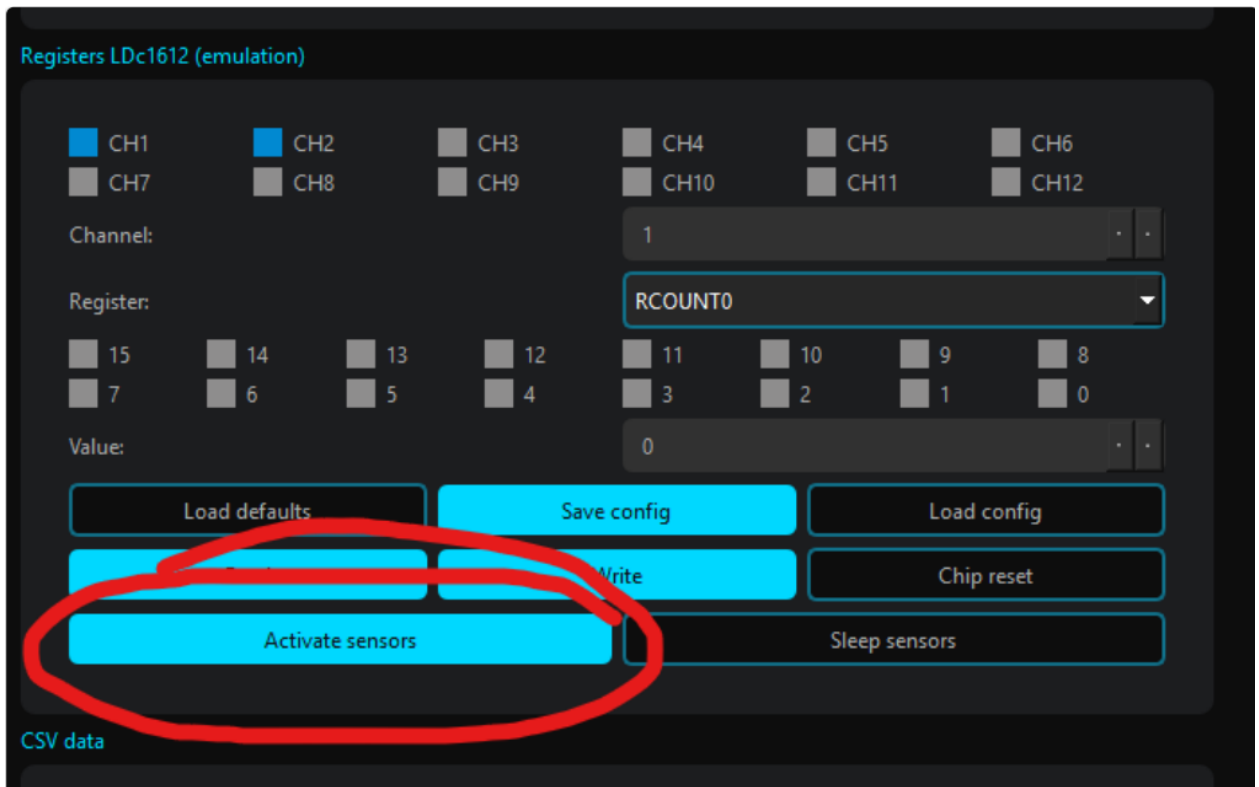 Registers LDc1612 (emulation)
CH1 CH2 CH3 CH4 CH5 CH6
CH7 CH8 CH9 CH10 CH11 CH12
Channel: 1
Register: RCOUNT0
15 14 13 12 11 10 9 8
7 6 5 4 3 2 1 0
Value: 0
Load defaults Save config Load config
Write Chip reset
Activate sensors Sleep sensors
CSV data